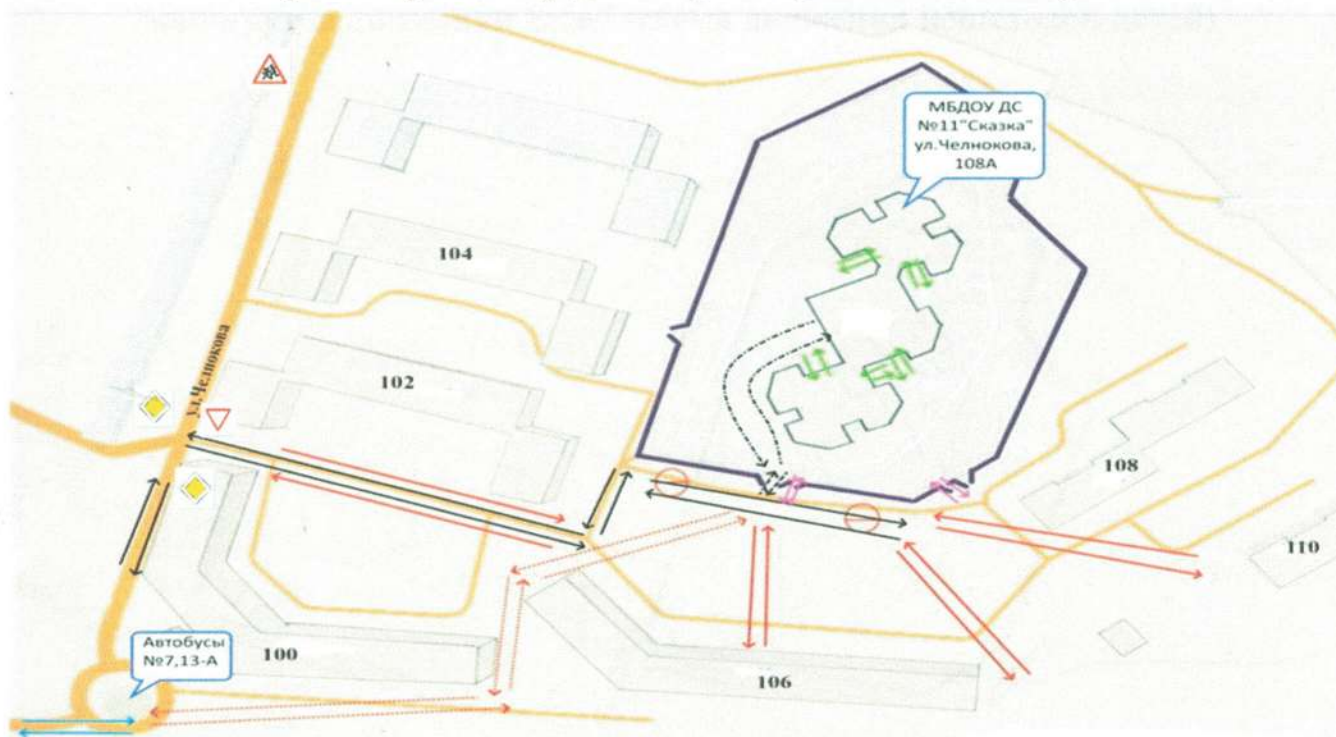 МБДОУ ДС
№11"Сказка"
ул.Челнокова,
108А
104
ул.Челнокова
102
108
110
Автобусы
№7,13-А
100
106